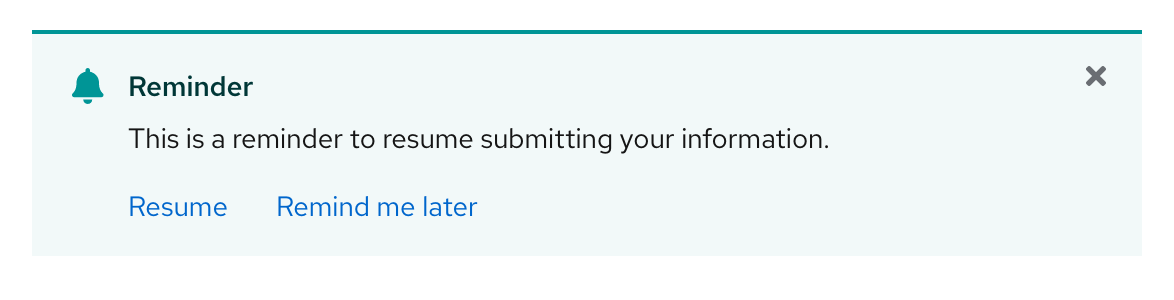 Reminder
This is a reminder to resume submitting your information.
Resume Remind me later